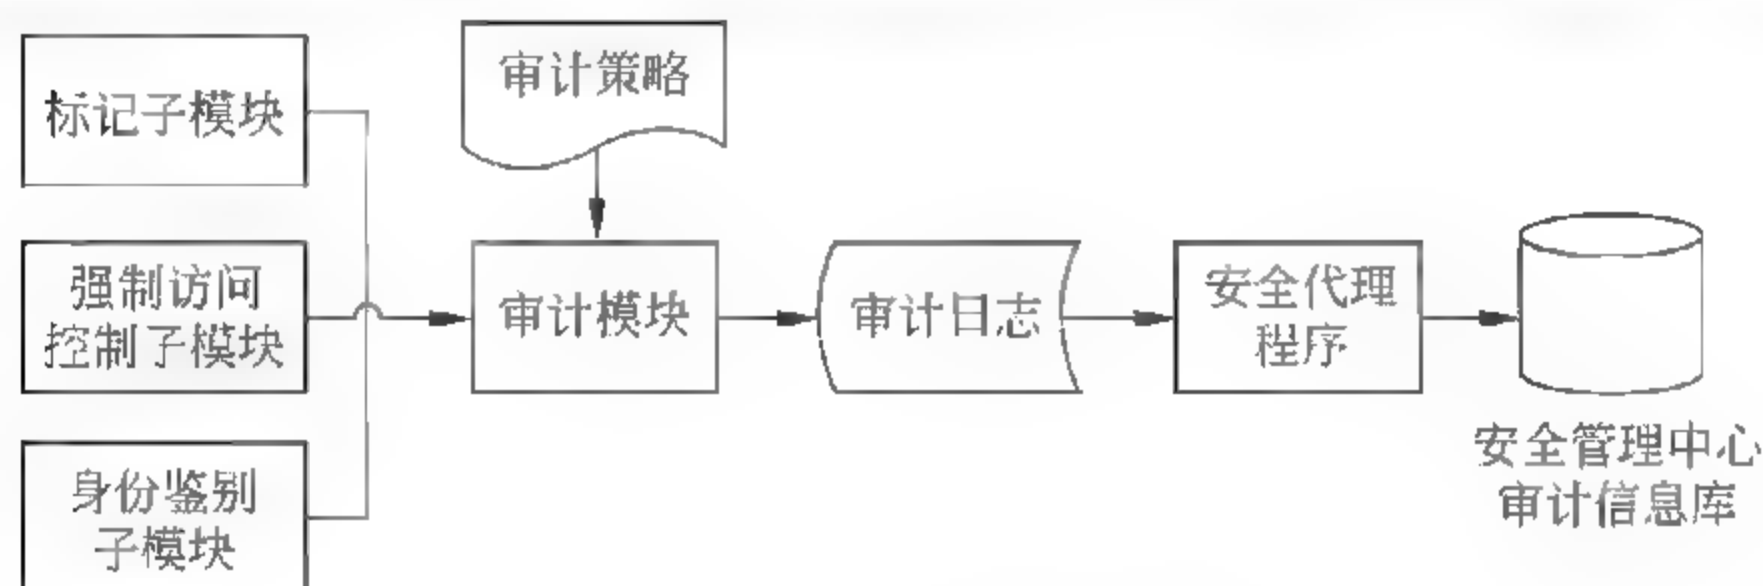 标记子模块
审计策略
强制访问
控制子模块
审计模块
审计日志
安全代理
程序
身份鉴别
子模块
安全管理中心
审计信息库